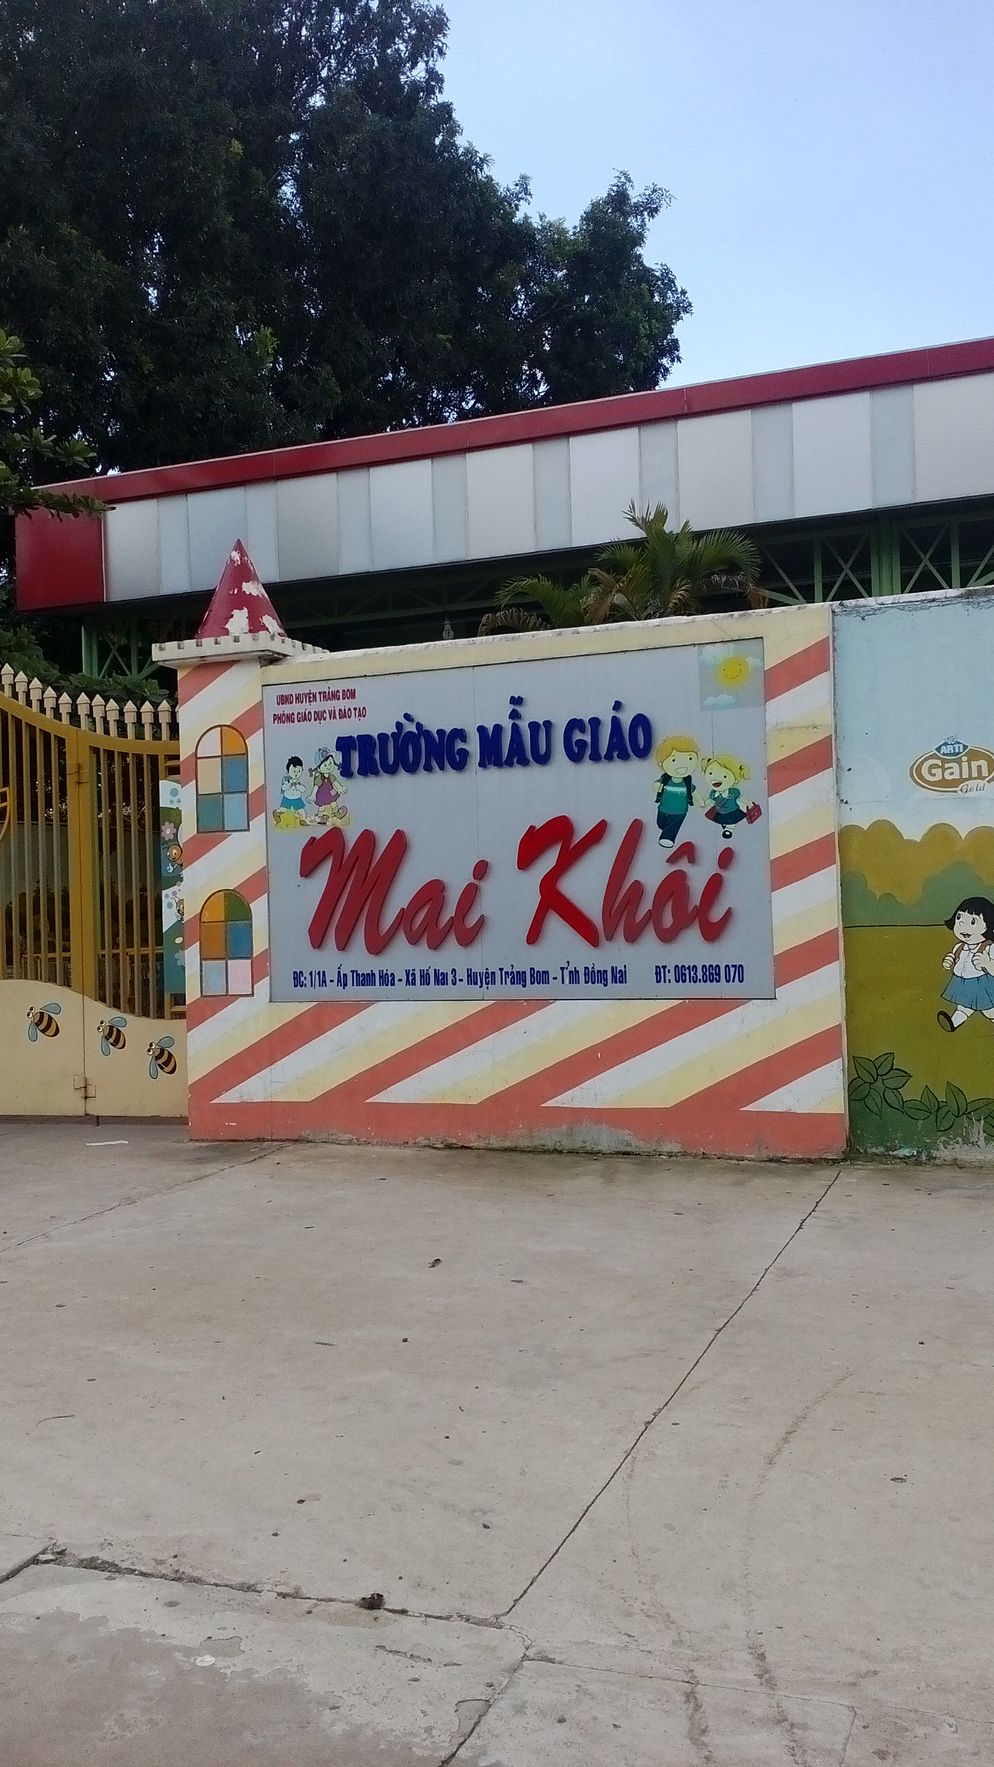 UBND HUYỆN TRẢNG BOM
PHÒNG GIÁO DỤC VÀ ĐÀO TẠO
TRƯỜNG MẪU GIÁO
Mai Khôi
ĐC: 1/1A - Ấp Thanh Hóa - Xã Hố Nai 3 - Huyện Trảng Bom - Tỉnh Đồng Nai ĐT: 0613.869 070
ARTI
Gain
Gold